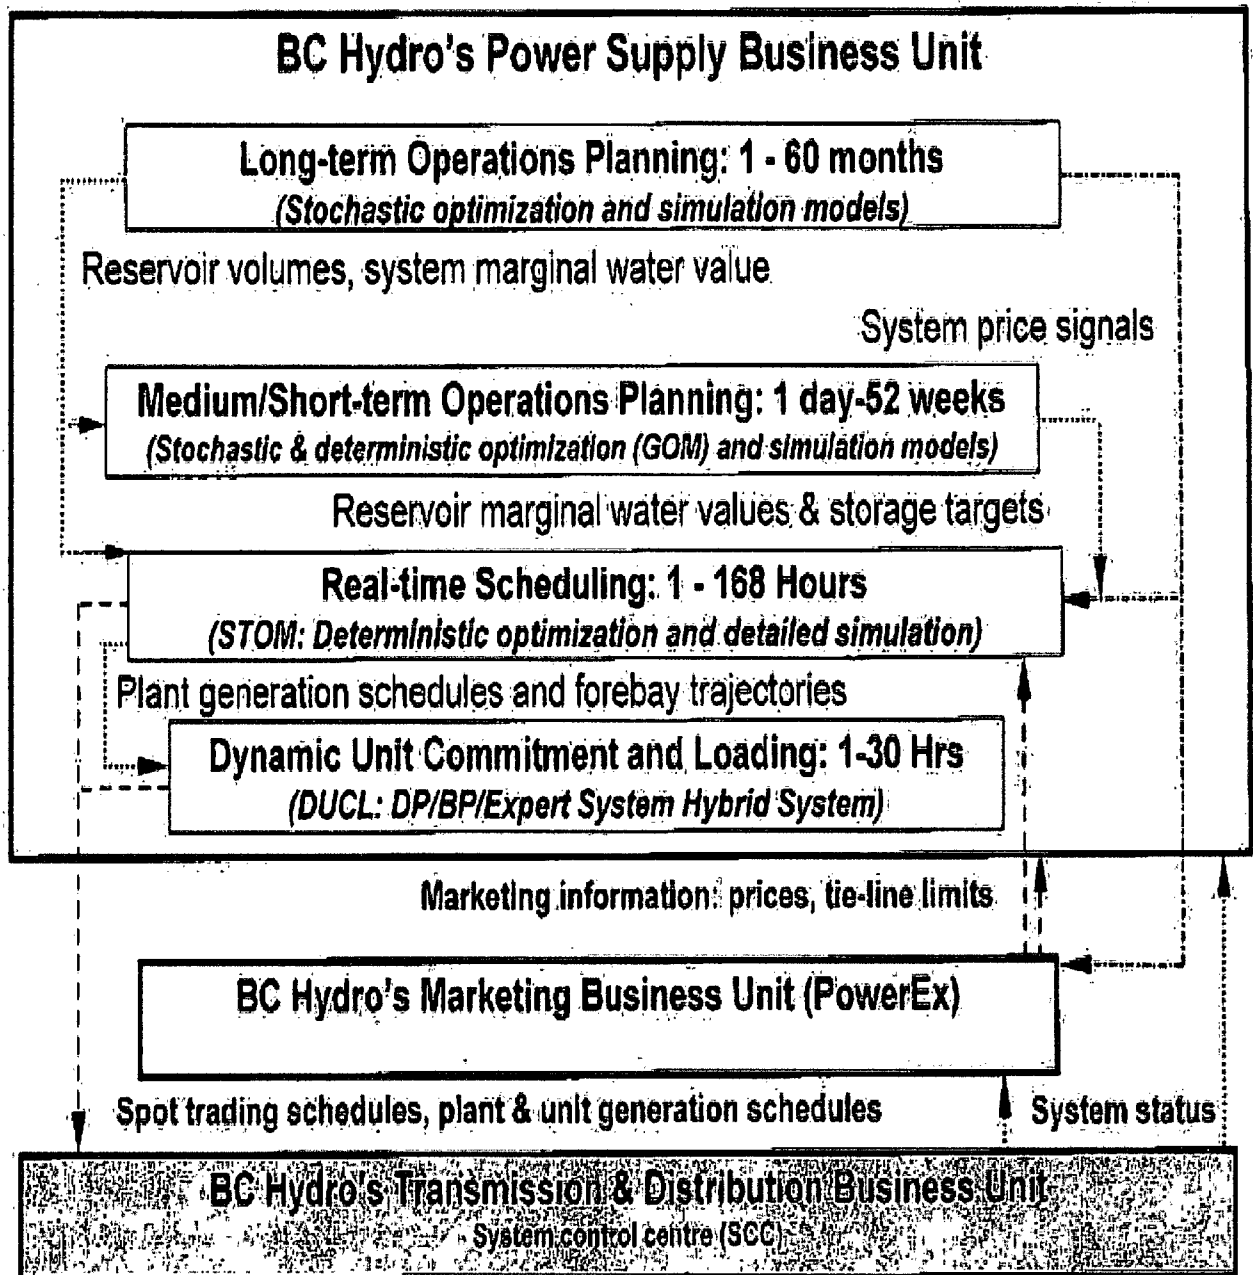 BC Hydro's Power Supply Business Unit
Long-term Operations Planning: 1 - 60 months
(Stochastic optimization and simulation models)
Reservoir volumes, system marginal water value
System price signals
Medium/Short-term Operations Planning: 1 day-52 weeks
(Stochastic & deterministic optimization (GOM) and simulation models)
Reservoir marginal water values & storage targets
Real-time Scheduling: 1 - 168 Hours
(STOM: Deterministic optimization and detailed simulation)
Plant generation schedules and forebay trajectories
Dynamic Unit Commitment and Loading: 1-30 Hrs
(DUCL: DP/BP/Expert System Hybrid System)
Marketing information: prices, tie-line limits
BC Hydro's Marketing Business Unit (PowerEx)
Spot trading schedules, plant & unit generation schedules
System status
BC Hydro's Transmission & Distribution Business Unit
System control centre (SCC)